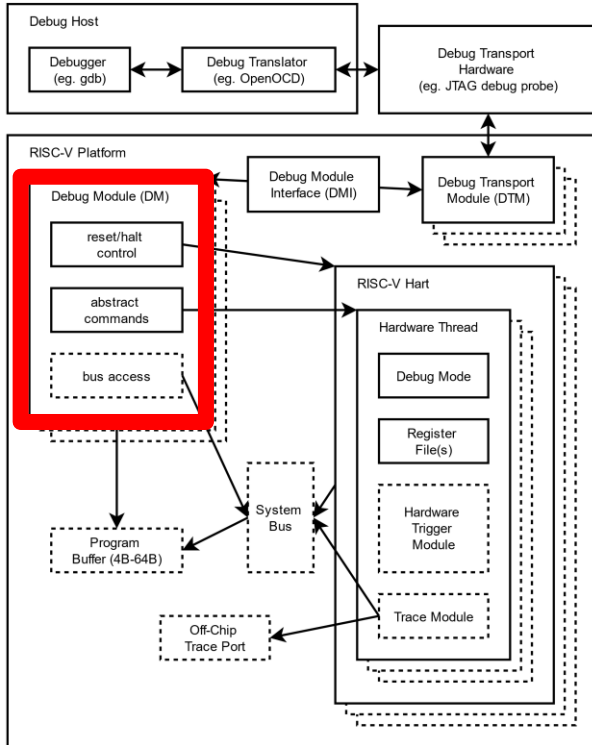 Debug Host
Debugger
(eg. gdb)
Debug Translator
(eg. OpenOCD)
Debug Transport
Hardware
(eg. JTAG debug probe)
RISC-V Platform
Debug Module (DM)
reset/halt
control
abstract
commands
bus access
Debug Module
Interface (DMI)
Debug Transport
Module (DTM)
RISC-V Hart
Hardware Thread
Debug Mode
Register
File(s)
Hardware
Trigger
Module
Trace Module
System
Bus
Program
Buffer (4B-64B)
Off-Chip
Trace Port